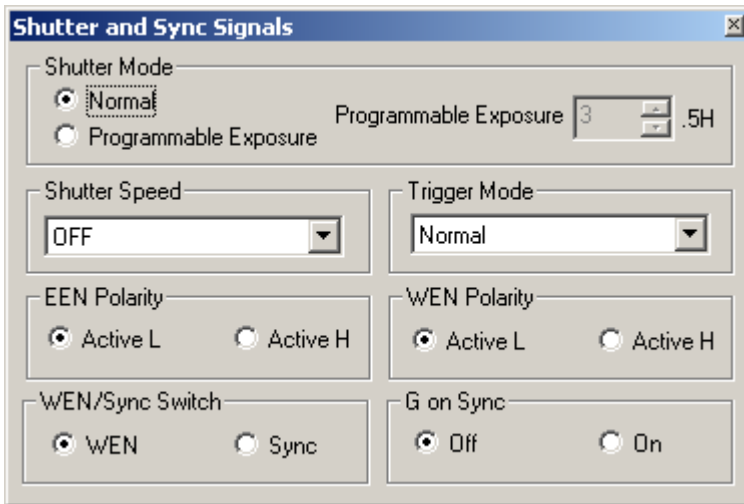 Shutter and Sync Signals
Shutter Mode
Normal
Programmable Exposure
Programmable Exposure 3 .5H
Shutter Speed
OFF
Trigger Mode
Normal
EEN Polarity
Active L Active H
WEN Polarity
Active L Active H
WEN/Sync Switch
WEN Sync
G on Sync
Off On